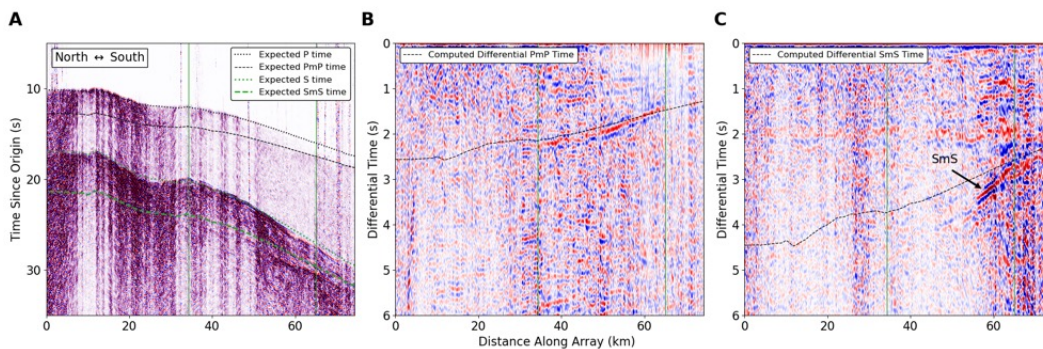 A
North ↔ South
Expected P time
Expected PmP time
Expected S time
Expected SmS time
10
20
30
Time Since Origin (s)
0
20
40
60
B
Computed Differential PmP Time
0
1
2
3
4
5
6
Differential Time (s)
0
20
40
60
Distance Along Array (km)
C
Computed Differential SmS Time
SmS
0
1
2
3
4
5
6
Differential Time (s)
0
20
40
60